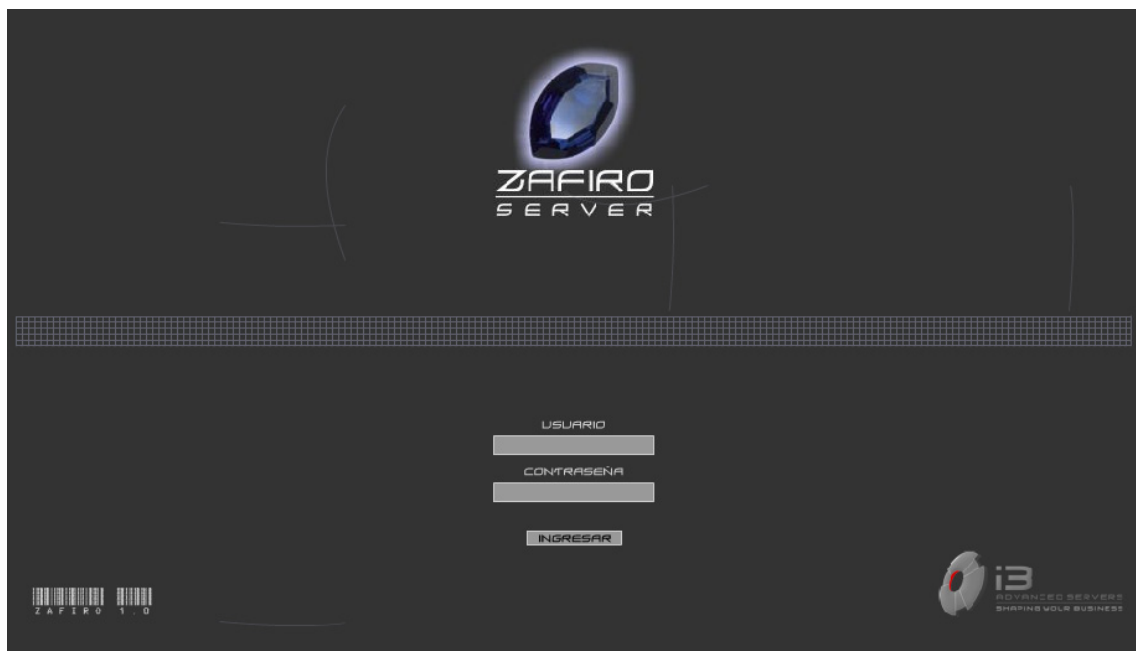 ZAFIRO
SERVER
USUARIO
CONTRASEÑA
INGRESAR
ZAFIRO 1.0
i3
ADVANCED SERVERS
SHAPING YOUR BUSINESS